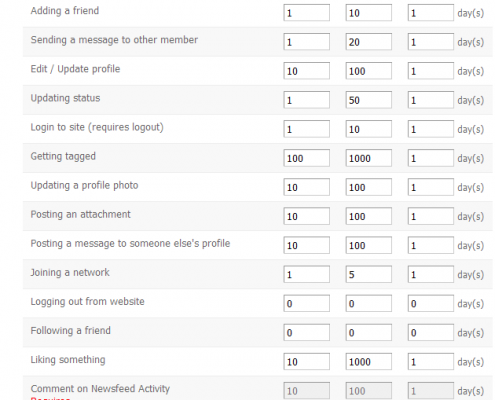 Adding a friend 1 10 1 day(s)
Sending a message to other member 1 20 1 day(s)
Edit / Update profile 10 100 1 day(s)
Updating status 1 50 1 day(s)
Login to site (requires logout) 1 10 1 day(s)
Getting tagged 100 1000 1 day(s)
Updating a profile photo 10 100 1 day(s)
Posting an attachment 10 100 1 day(s)
Posting a message to someone else's profile 10 100 1 day(s)
Joining a network 1 5 1 day(s)
Logging out from website 0 0 0 day(s)
Following a friend 0 0 0 day(s)
Liking something 10 1000 1 day(s)
Comment on Newsfeed Activity 10 100 1 day(s)